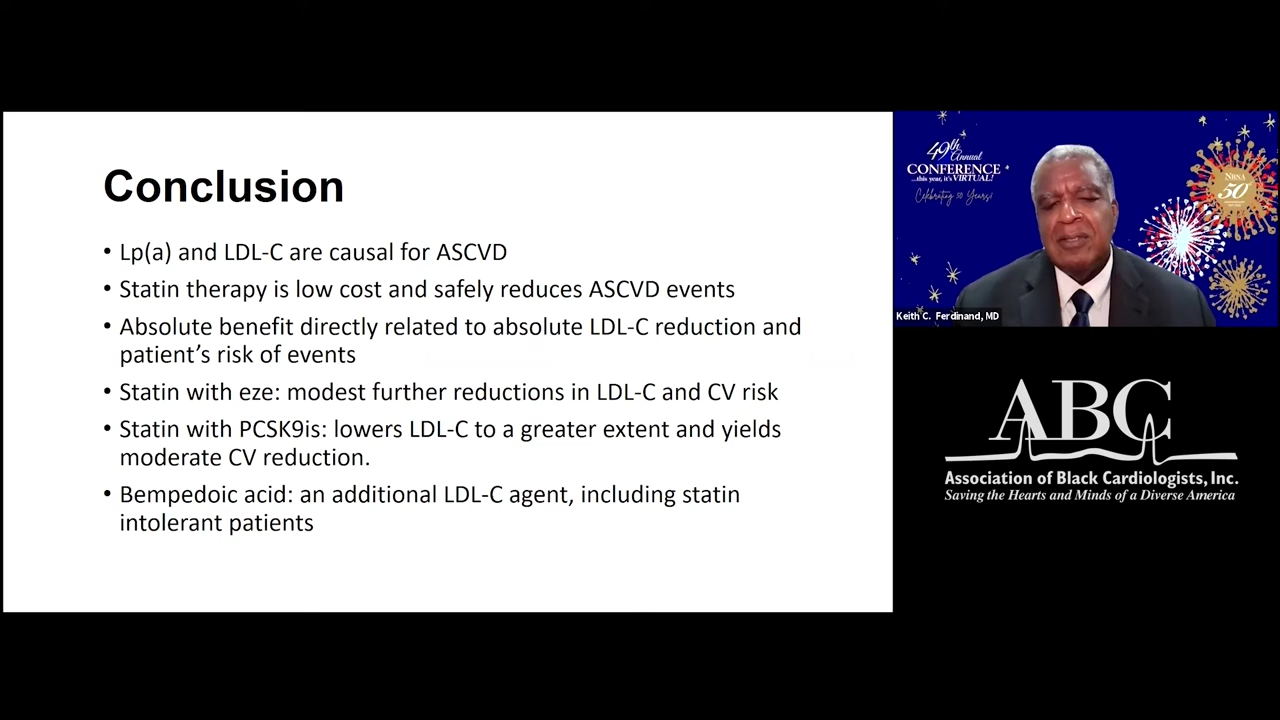 Conclusion
• Lp(a) and LDL-C are causal for ASCVD
• Statin therapy is low cost and safely reduces ASCVD events
• Absolute benefit directly related to absolute LDL-C reduction and
patient’s risk of events
• Statin with eze: modest further reductions in LDL-C and CV risk
• Statin with PCSK9is: lowers LDL-C to a greater extent and yields
moderate CV reduction.
• Bempedoic acid: an additional LDL-C agent, including statin
intolerant patients
49th Annual
CONFERENCE
...this year, it's VIRTUAL!
Celebrating 50 Years!
NBNA
50
Keith C. Ferdinand, MD
ABC
Association of Black Cardiologists, Inc.
Saving the Hearts and Minds of a Diverse America